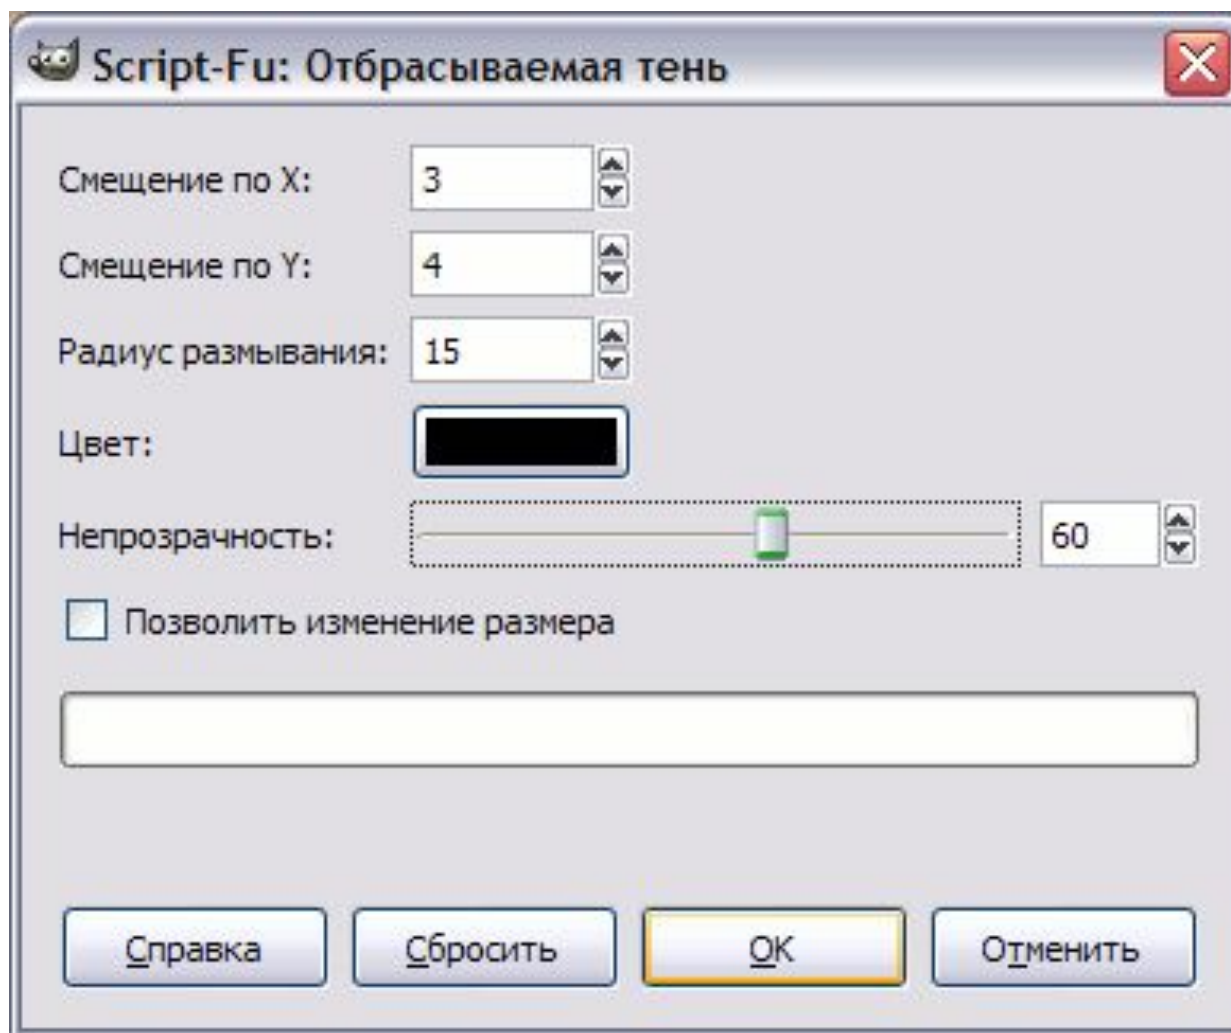 Script-Fu: Отбрасываемая тень
Смещение по X: 3
Смещение по Y: 4
Радиус размывания: 15
Цвет:
Непрозрачность: 60
Позволить изменение размера
Справка Сбросить OK Отменить